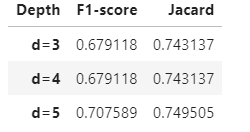 Depth F1-score Jacard
d=3 0.679118 0.743137
d=4 0.679118 0.743137
d=5 0.707589 0.749505